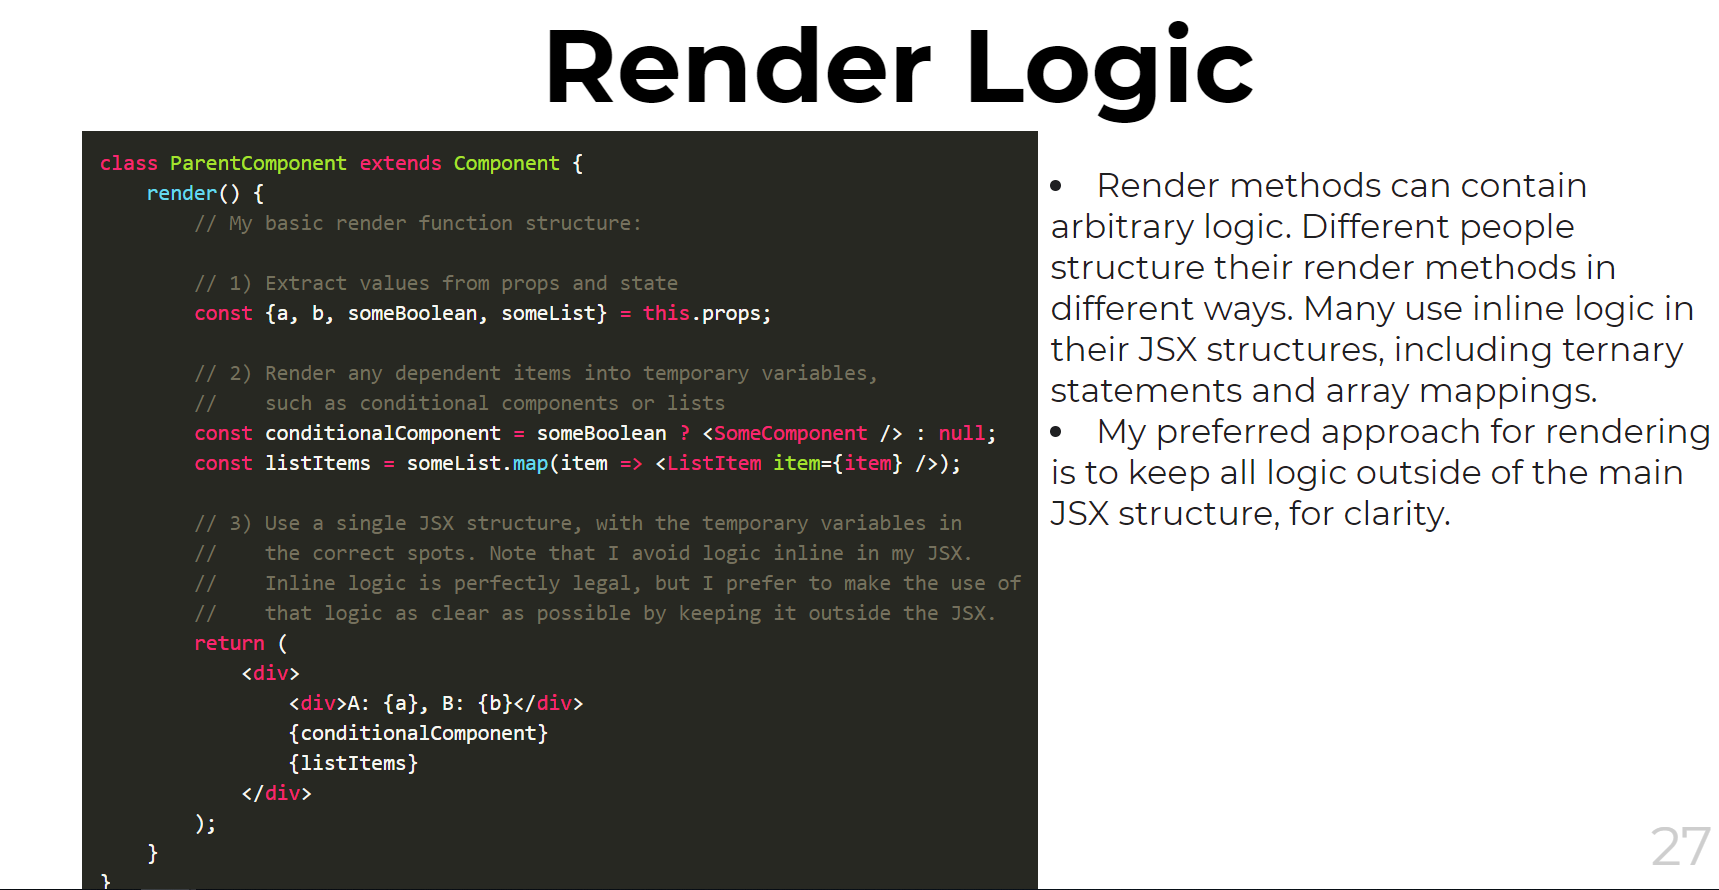 Render Logic
class ParentComponent extends Component {
    render() {
        // My basic render function structure:

        // 1) Extract values from props and state
        const {a, b, someBoolean, someList} = this.props;

        // 2) Render any dependent items into temporary variables,
        //    such as conditional components or lists
        const conditionalComponent = someBoolean ? <SomeComponent /> : null;
        const listItems = someList.map(item => <ListItem item={item} />);

        // 3) Use a single JSX structure, with the temporary variables in
        //    the correct spots. Note that I avoid logic inline in my JSX.
        //    Inline logic is perfectly legal, but I prefer to make the use of
        //    that logic as clear as possible by keeping it outside the JSX.
        return (
            <div>
                <div>A: {a}, B: {b}</div>
                {conditionalComponent}
                {listItems}
            </div>
        );
    }
}
• Render methods can contain
arbitrary logic. Different people
structure their render methods in
different ways. Many use inline logic in
their JSX structures, including ternary
statements and array mappings.
• My preferred approach for rendering
is to keep all logic outside of the main
JSX structure, for clarity.
27